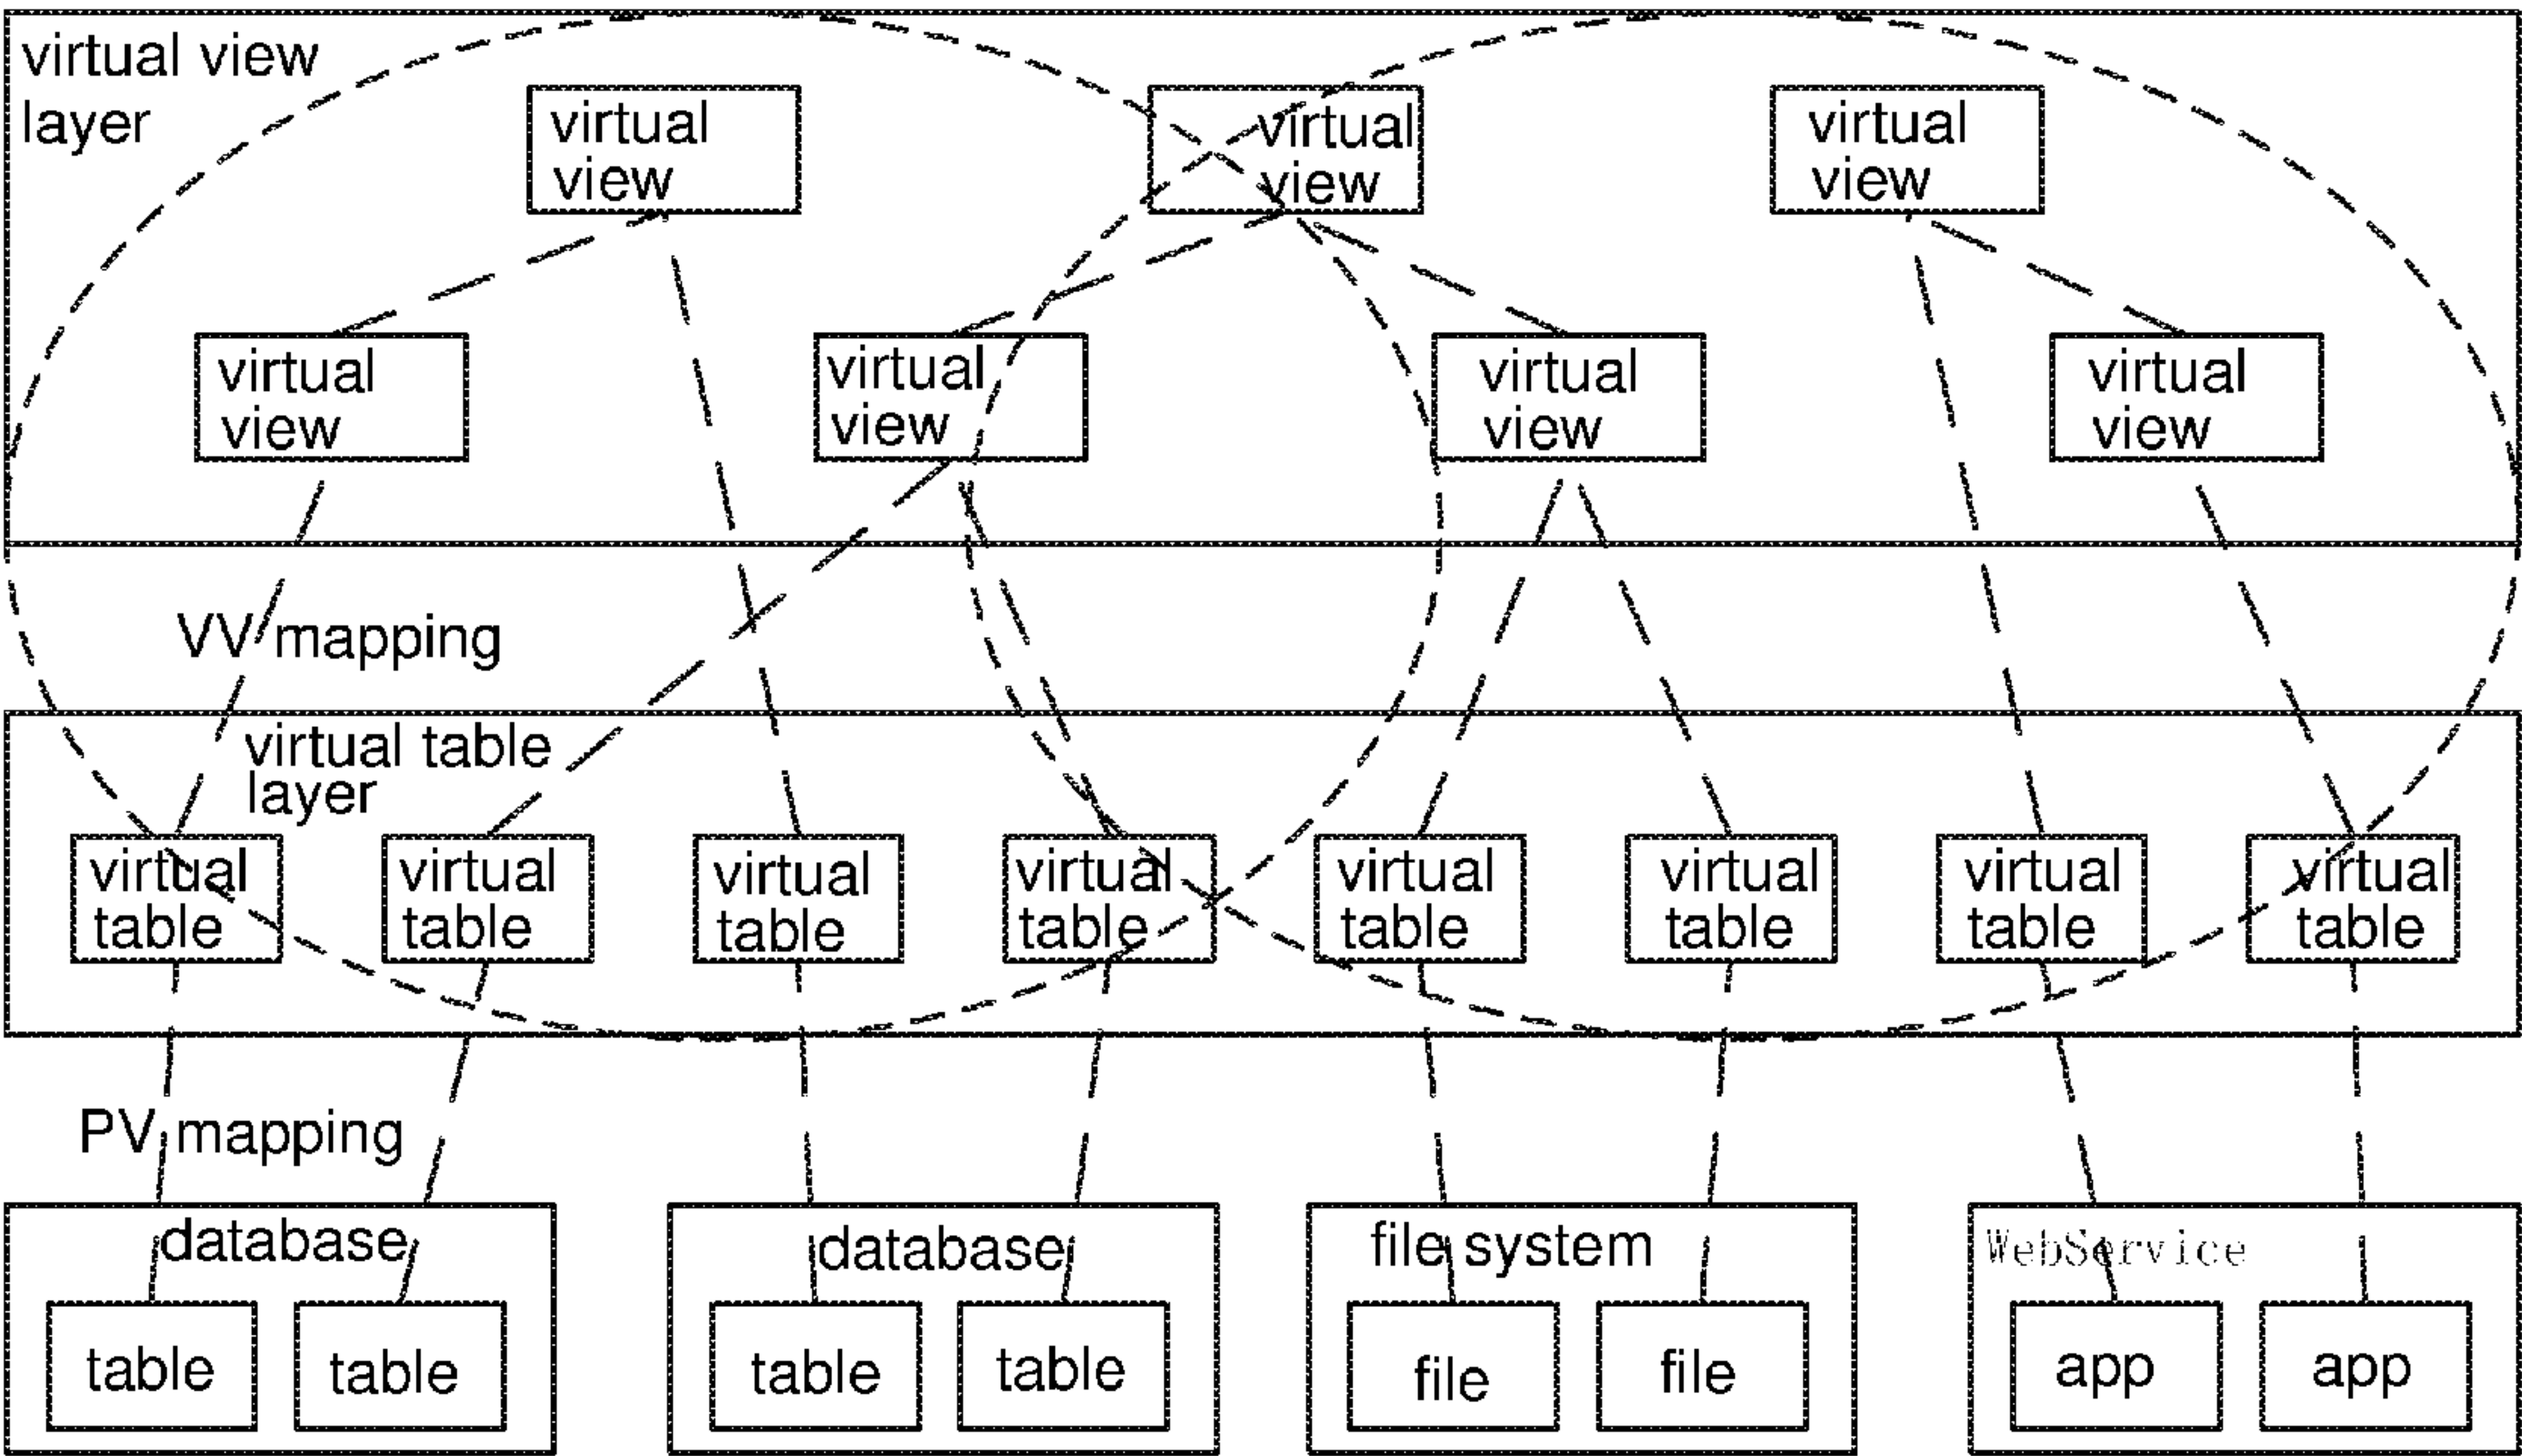 virtual view
layer
virtual
view
virtual
view
virtual
view
virtual
view
virtual
view
virtual
view
virtual
view
VV mapping
virtual table
layer
virtual
table
virtual
table
virtual
table
virtual
table
virtual
table
virtual
table
virtual
table
virtual
table
PV mapping
database
database
file system
WebService
table
table
table
table
file
file
app
app